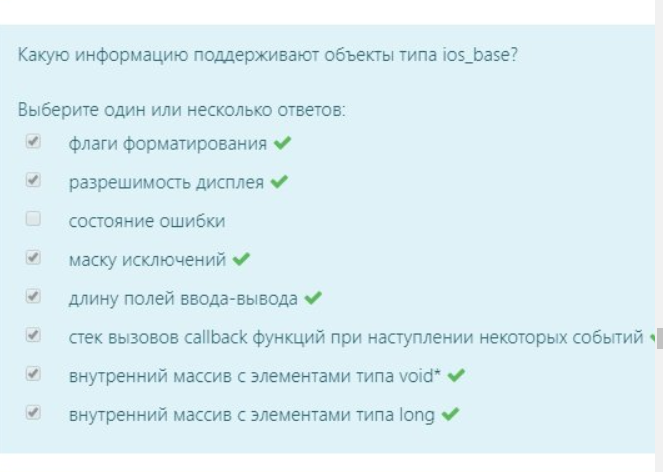 Какую информацию поддерживают объекты типа ios_base?
Выберите один или несколько ответов:
флаги форматирования
разрешимость дисплея
состояние ошибки
маску исключений
длину полей ввода-вывода
стек вызовов callback функций при наступлении некоторых событий
внутренний массив с элементами типа void*
внутренний массив с элементами типа long